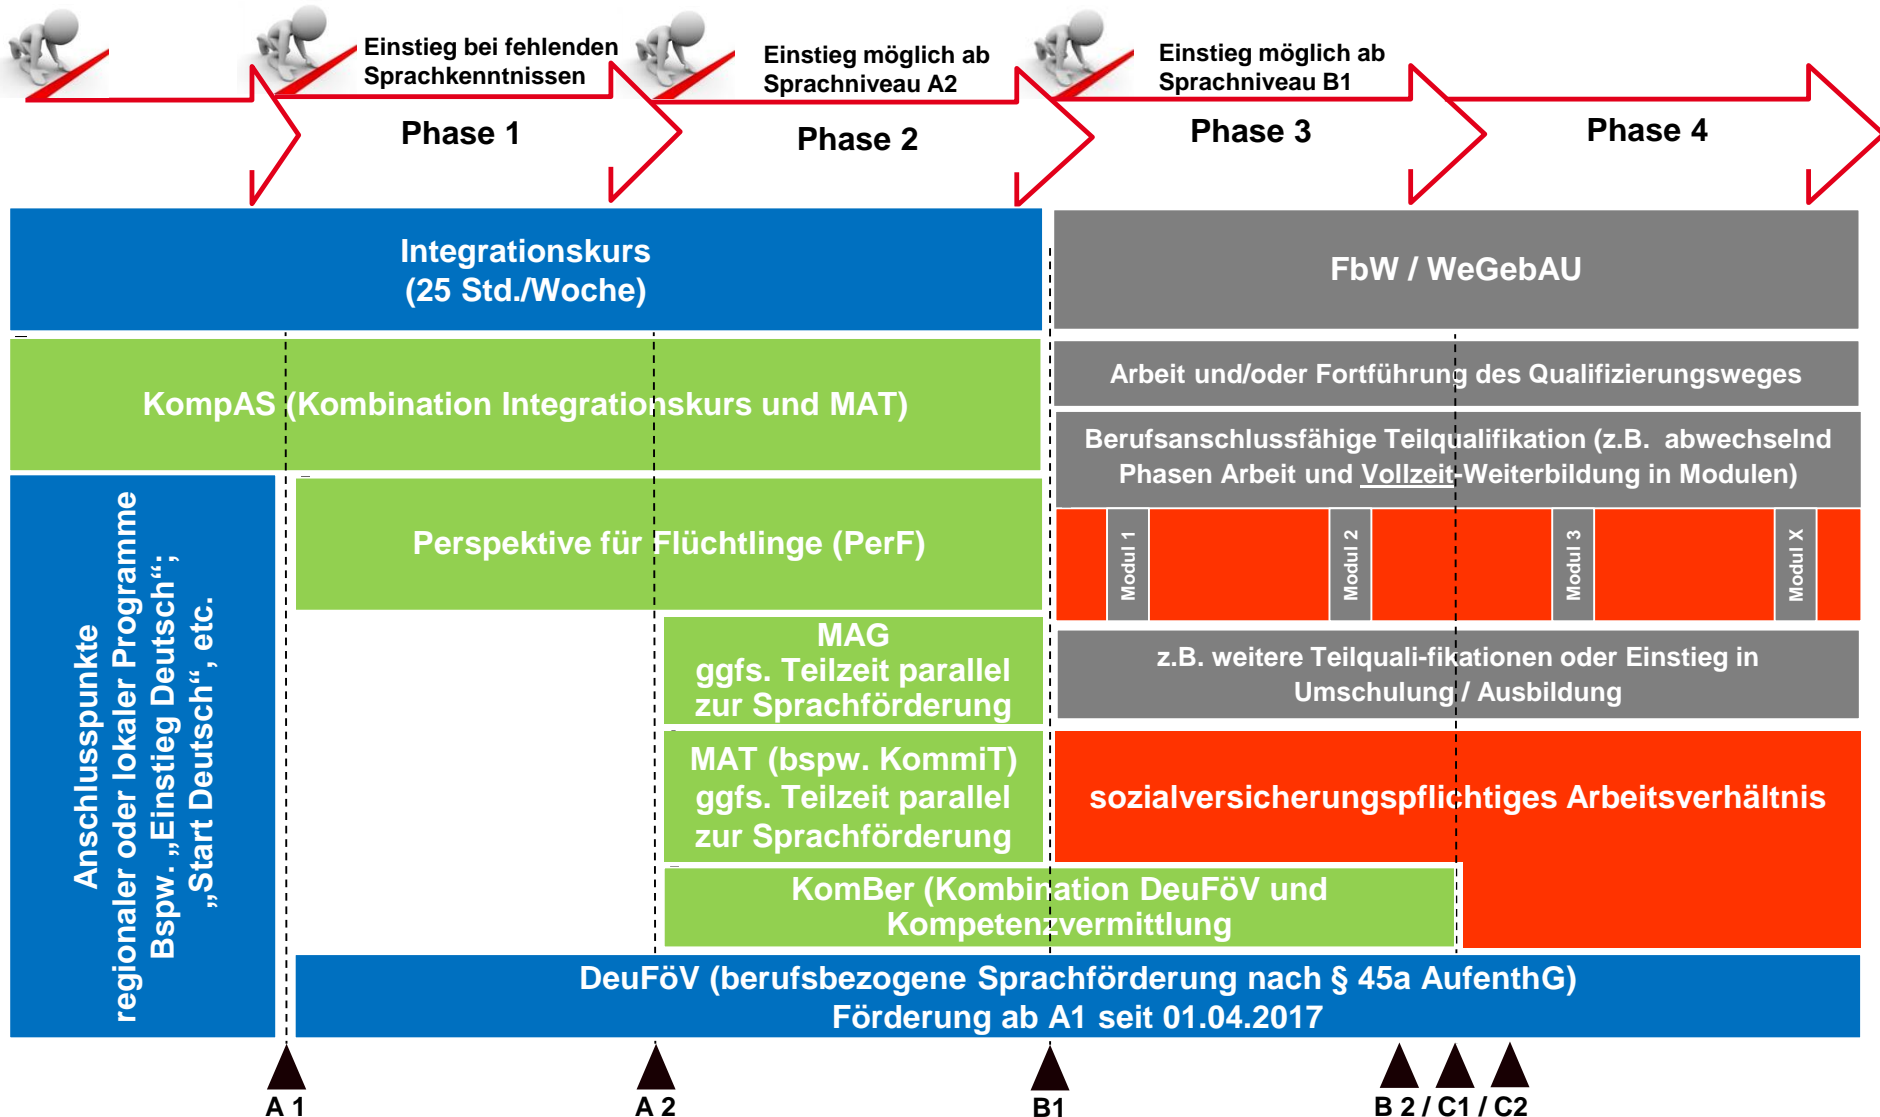 Einstieg bei fehlenden
Sprachkenntnissen
Einstieg möglich ab
Sprachniveau A2
Einstieg möglich ab
Sprachniveau B1
Phase 1
Phase 2
Phase 3
Phase 4
Integrationskurs
(25 Std./Woche)
FbW / WeGebAU
KompAS (Kombination Integrationskurs und MAT)
Arbeit und/oder Fortführung des Qualifizierungsweges
Berufsanschlussfähige Teilqualifikation (z.B. abwechselnd
Phasen Arbeit und Vollzeit-Weiterbildung in Modulen)
Anschlusspunkte
regionaler oder lokaler Programme
Bspw. „Einstieg Deutsch“;
„Start Deutsch“, etc.
Perspektive für Flüchtlinge (PerF)
Modul 1
Modul 2
Modul 3
Modul X
MAG
ggfs. Teilzeit parallel
zur Sprachförderung
z.B. weitere Teilquali-fikationen oder Einstieg in
Umschulung / Ausbildung
MAT (bspw. KommiT)
ggfs. Teilzeit parallel
zur Sprachförderung
sozialversicherungspflichtiges Arbeitsverhältnis
KomBer (Kombination DeuFöV und
Kompetenzvermittlung
DeuFöV (berufsbezogene Sprachförderung nach § 45a AufenthG)
Förderung ab A1 seit 01.04.2017
A 1
A 2
B1
B 2 / C1 / C2